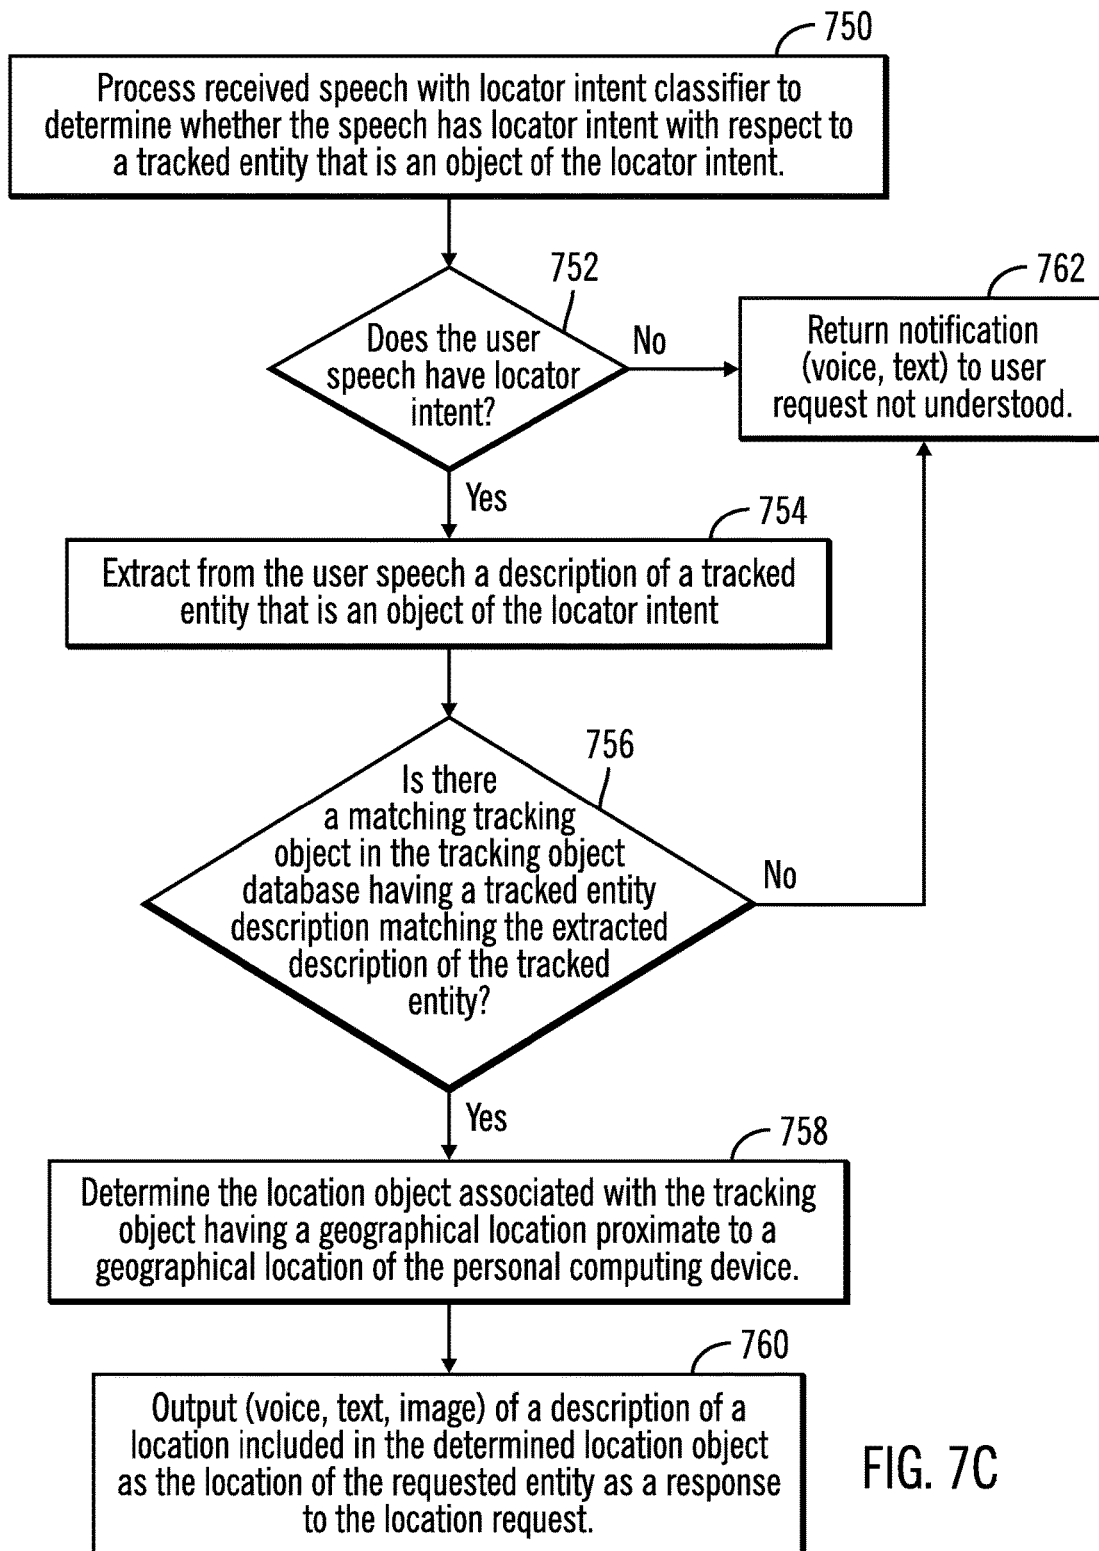 750
Process received speech with locator intent classifier to
determine whether the speech has locator intent with respect to
a tracked entity that is an object of the locator intent.
752
Does the user
speech have locator
intent?
No
762
Return notification
(voice, text) to user
request not understood.
Yes
754
Extract from the user speech a description of a tracked
entity that is an object of the locator intent
756
Is there
a matching tracking
object in the tracking object
database having a tracked entity
description matching the extracted
description of the tracked
entity?
No
Yes
758
Determine the location object associated with the tracking
object having a geographical location proximate to a
geographical location of the personal computing device.
760
Output (voice, text, image) of a description of a
location included in the determined location object
as the location of the requested entity as a response
to the location request.
FIG. 7C